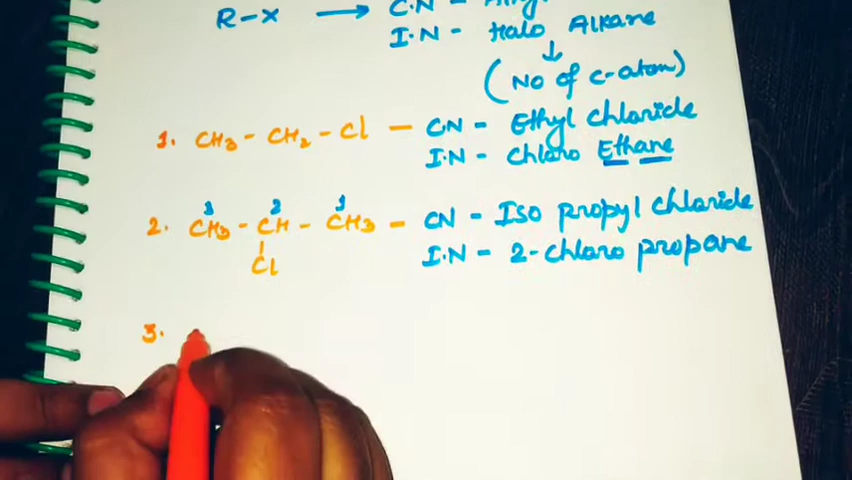 R-X → C.N -
I.N - Halo Alkane
↓
(No of c-atom)
1. CH3 - CH2 - Cl - CN = Ethyl chloride
I.N - chloro Ethane
1 2 3
2. CH3 - CH - CH3 - CN - Iso propyl chloride
Cl I.N - 2-chloro propane
3.